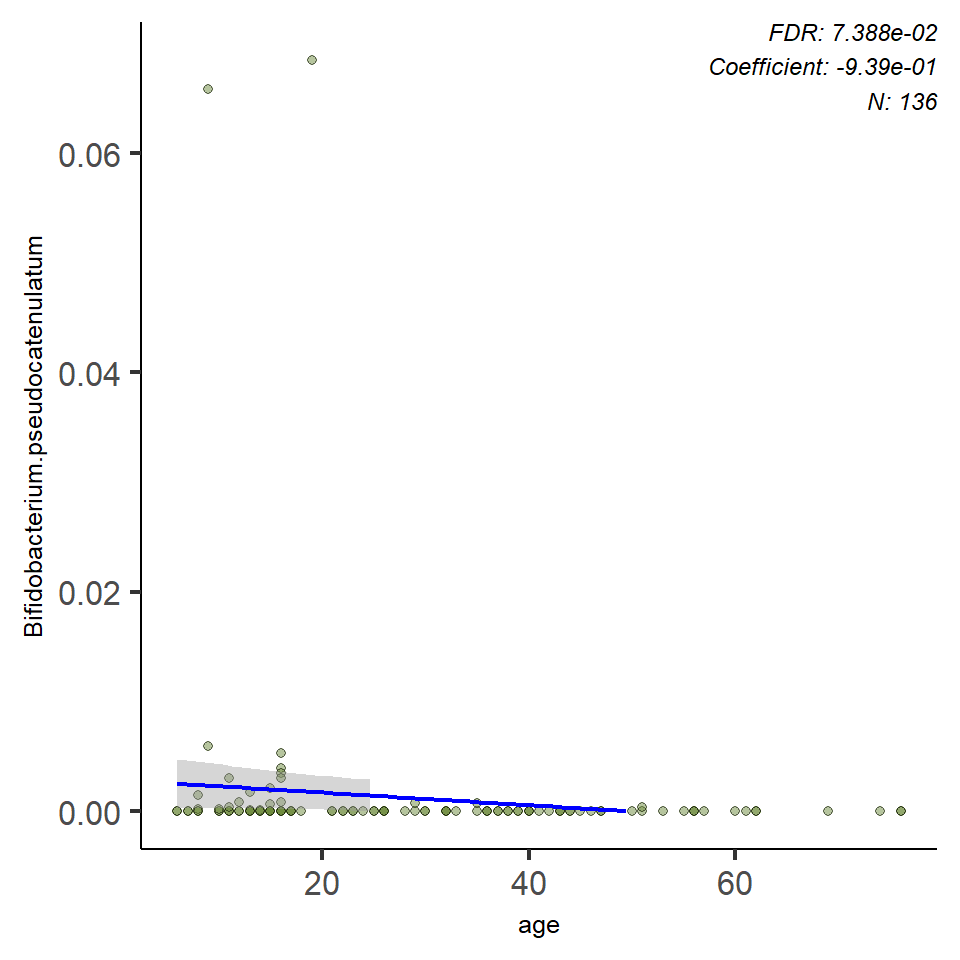 FDR: 7.388e-02
Coefficient: -9.39e-01
N: 136
0.06
0.04
0.02
0.00
Bifidobacterium.pseudocatenulatum
20 40 60
age